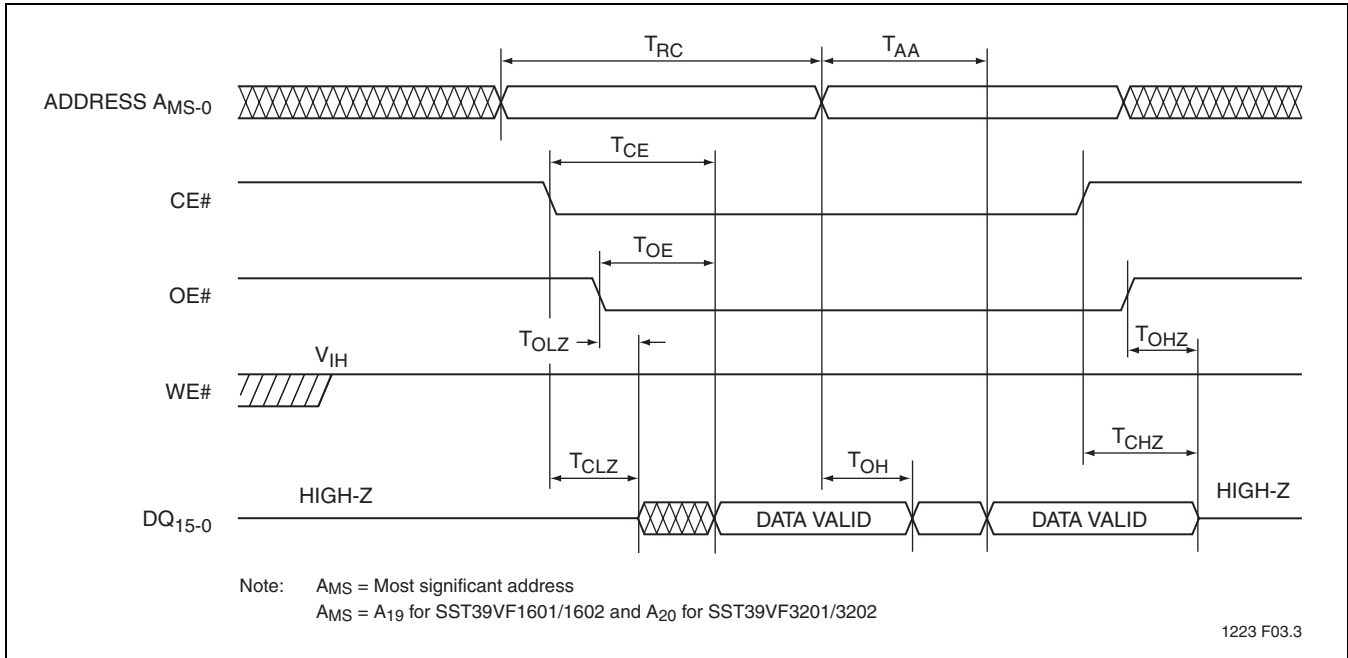 TRC TAA
ADDRESS AMS-0
TCE
CE#
TOE
OE#
TOLZ TOHZ
VIH
WE#
TCLZ TOH TCHZ
HIGH-Z HIGH-Z
DQ15-0 DATA VALID DATA VALID
Note: AMS = Most significant address
AMS = A19 for SST39VF1601/1602 and A20 for SST39VF3201/3202
1223 F03.3